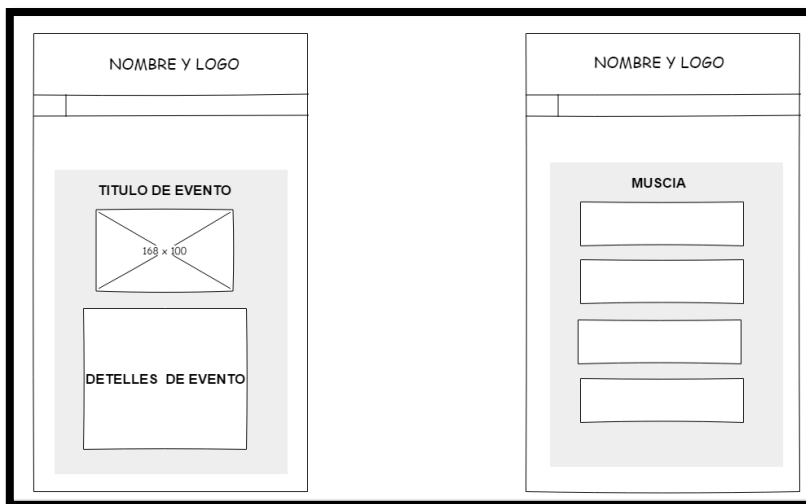 NOMBRE Y LOGO
TITULO DE EVENTO
168 x 100
DETELLES DE EVENTO
NOMBRE Y LOGO
MUSCIA